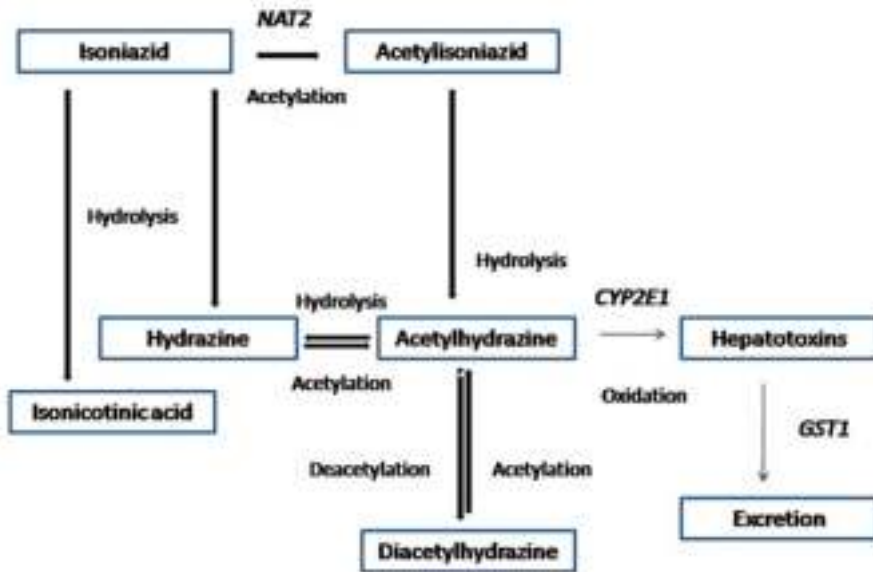 NAT2
Isoniazid
Acetylisoniazid
Acetylation
Hydrolysis
Hydrolysis
CYP2E1
Hydrolysis
Hydrazine
Acetylhydrazine
Hepatotoxins
Acetylation
Oxidation
Isonicotinic acid
GST1
Deacetylation
Acetylation
Excretion
Diacetylhydrazine